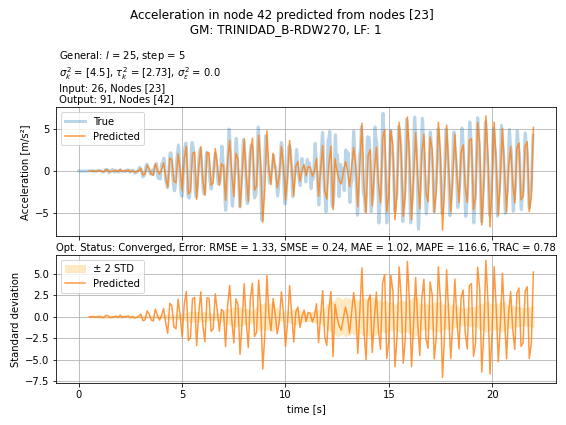 Acceleration in node 42 predicted from nodes [23]
GM: TRINIDAD_B-RDW270, LF: 1
General: l = 25, step = 5
σ²ₖ = [4.5], τ²ₖ = [2.73], σ²_ε = 0.0
Input: 26, Nodes [23]
Output: 91, Nodes [42]
Acceleration [m/s²]
5
0
−5
True
Predicted
Opt. Status: Converged, Error: RMSE = 1.33, SMSE = 0.24, MAE = 1.02, MAPE = 116.6, TRAC = 0.78
Standard deviation
5.0
2.5
0.0
−2.5
−5.0
−7.5
± 2 STD
Predicted
0 5 10 15 20
time [s]